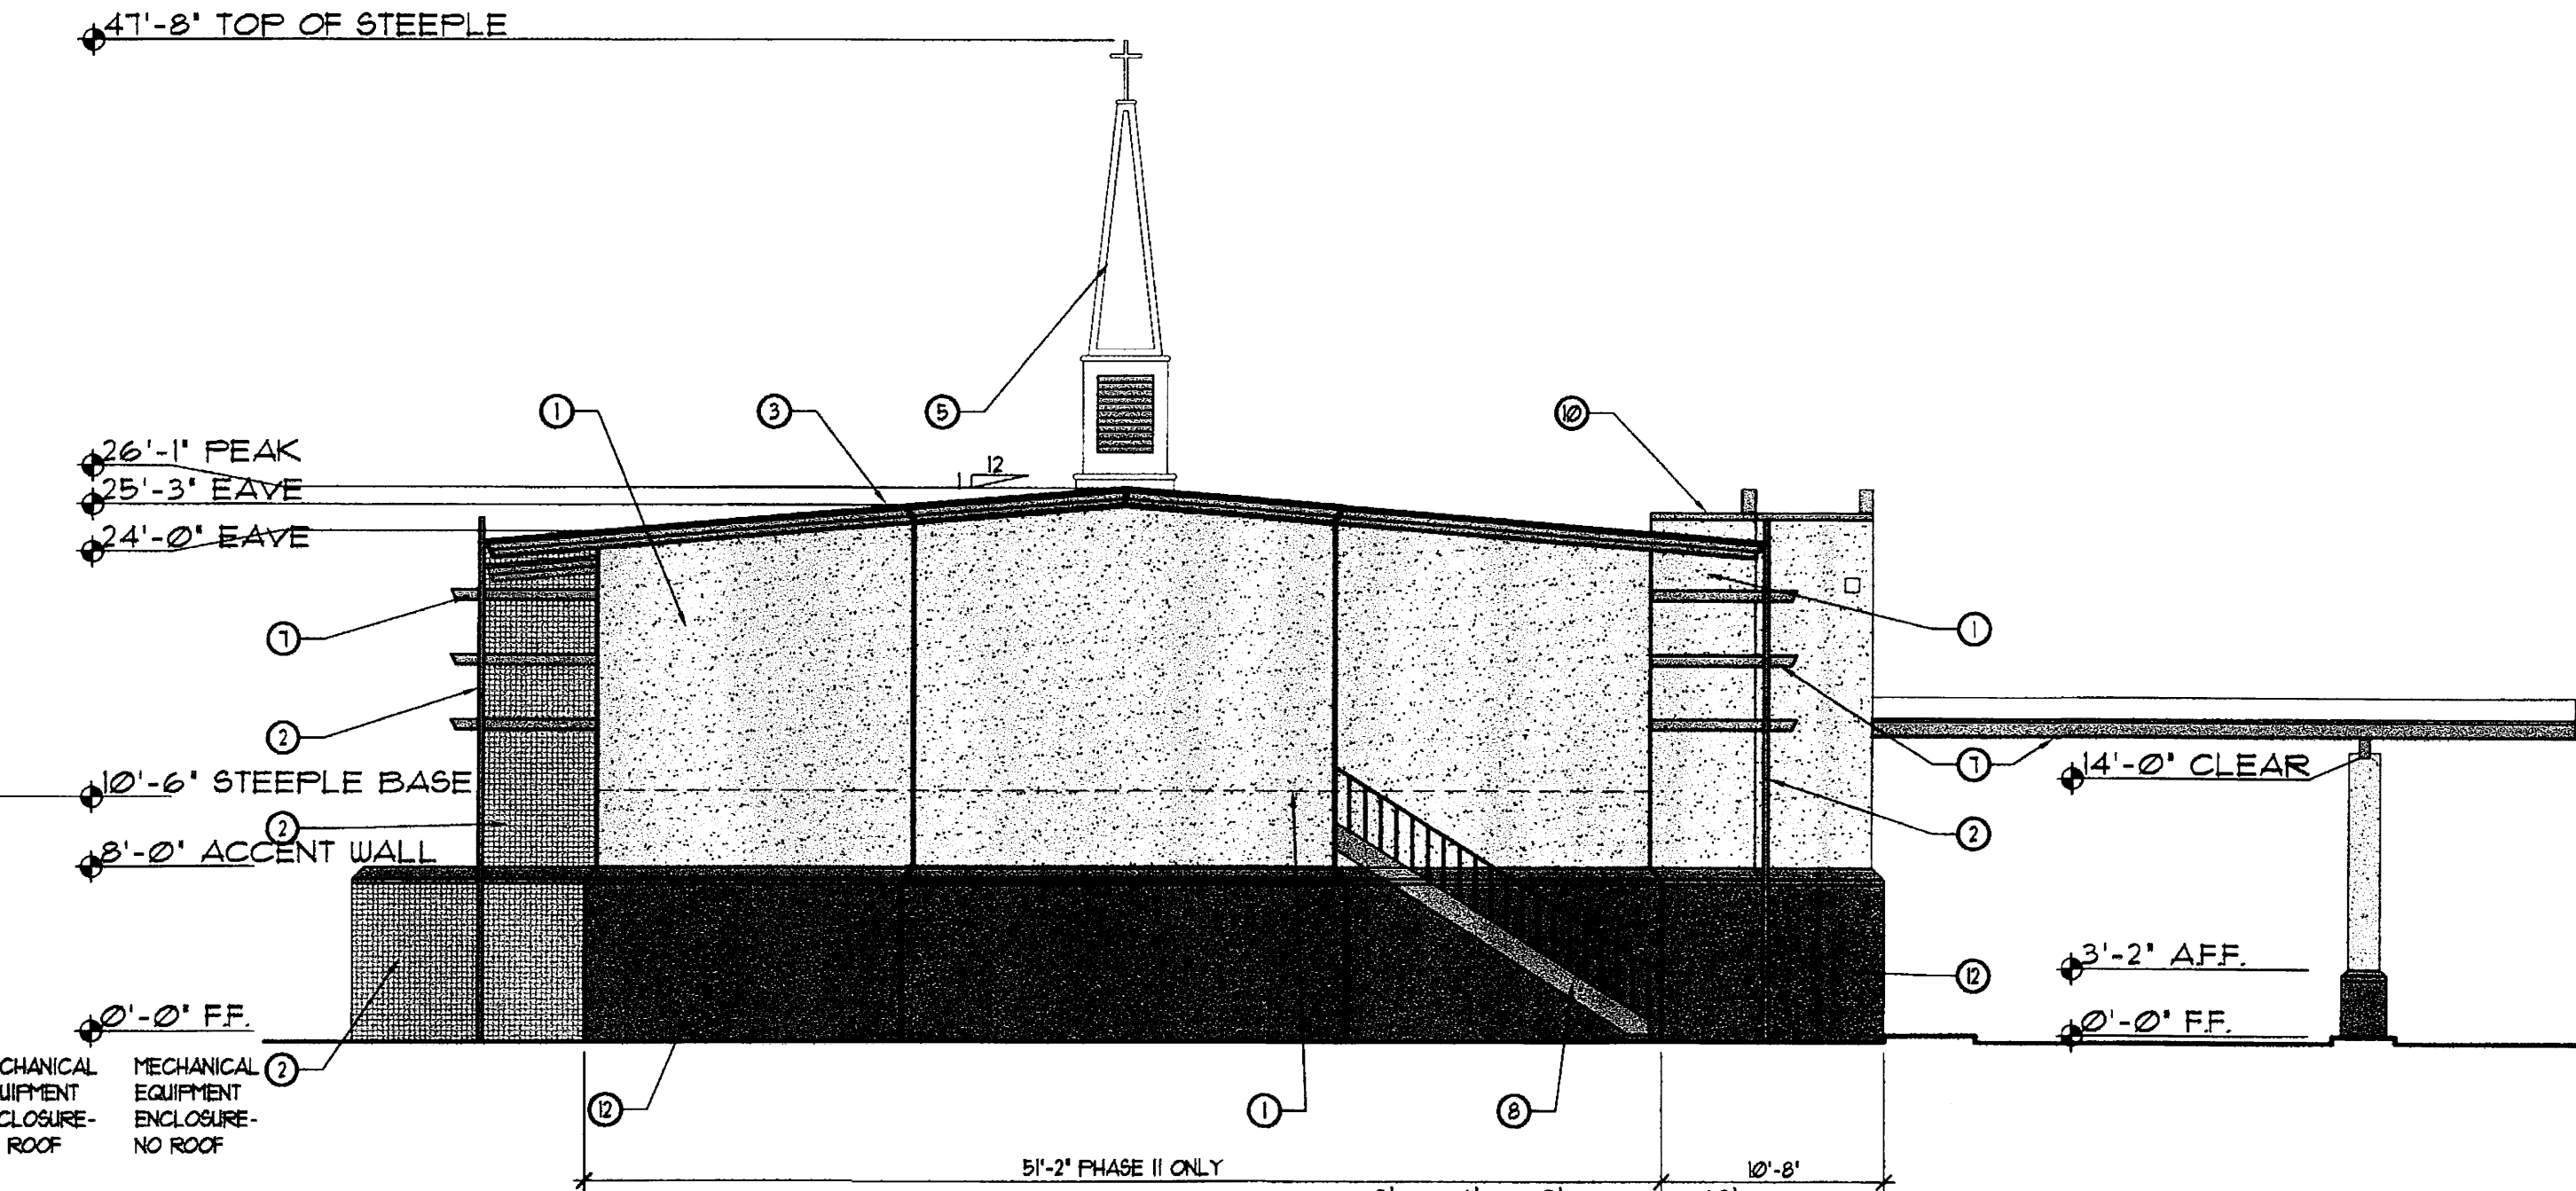 47'-8" TOP OF STEEPLE
1
3
5
10
26'-1" PEAK
12
1
25'-3" EAVE
24'-0" EAVE
7
1
2
7
14'-0" CLEAR
10'-6" STEEPLE BASE
2
2
8'-0" ACCENT WALL
3'-2" A.F.F.
12
0'-0" F.F.
0'-0" F.F.
2
CHANICAL
UIPMENT
CLOSURE-
ROOF
MECHANICAL
EQUIPMENT
ENCLOSURE-
NO ROOF
12
1
8
51'-2" PHASE II ONLY
10'-8"